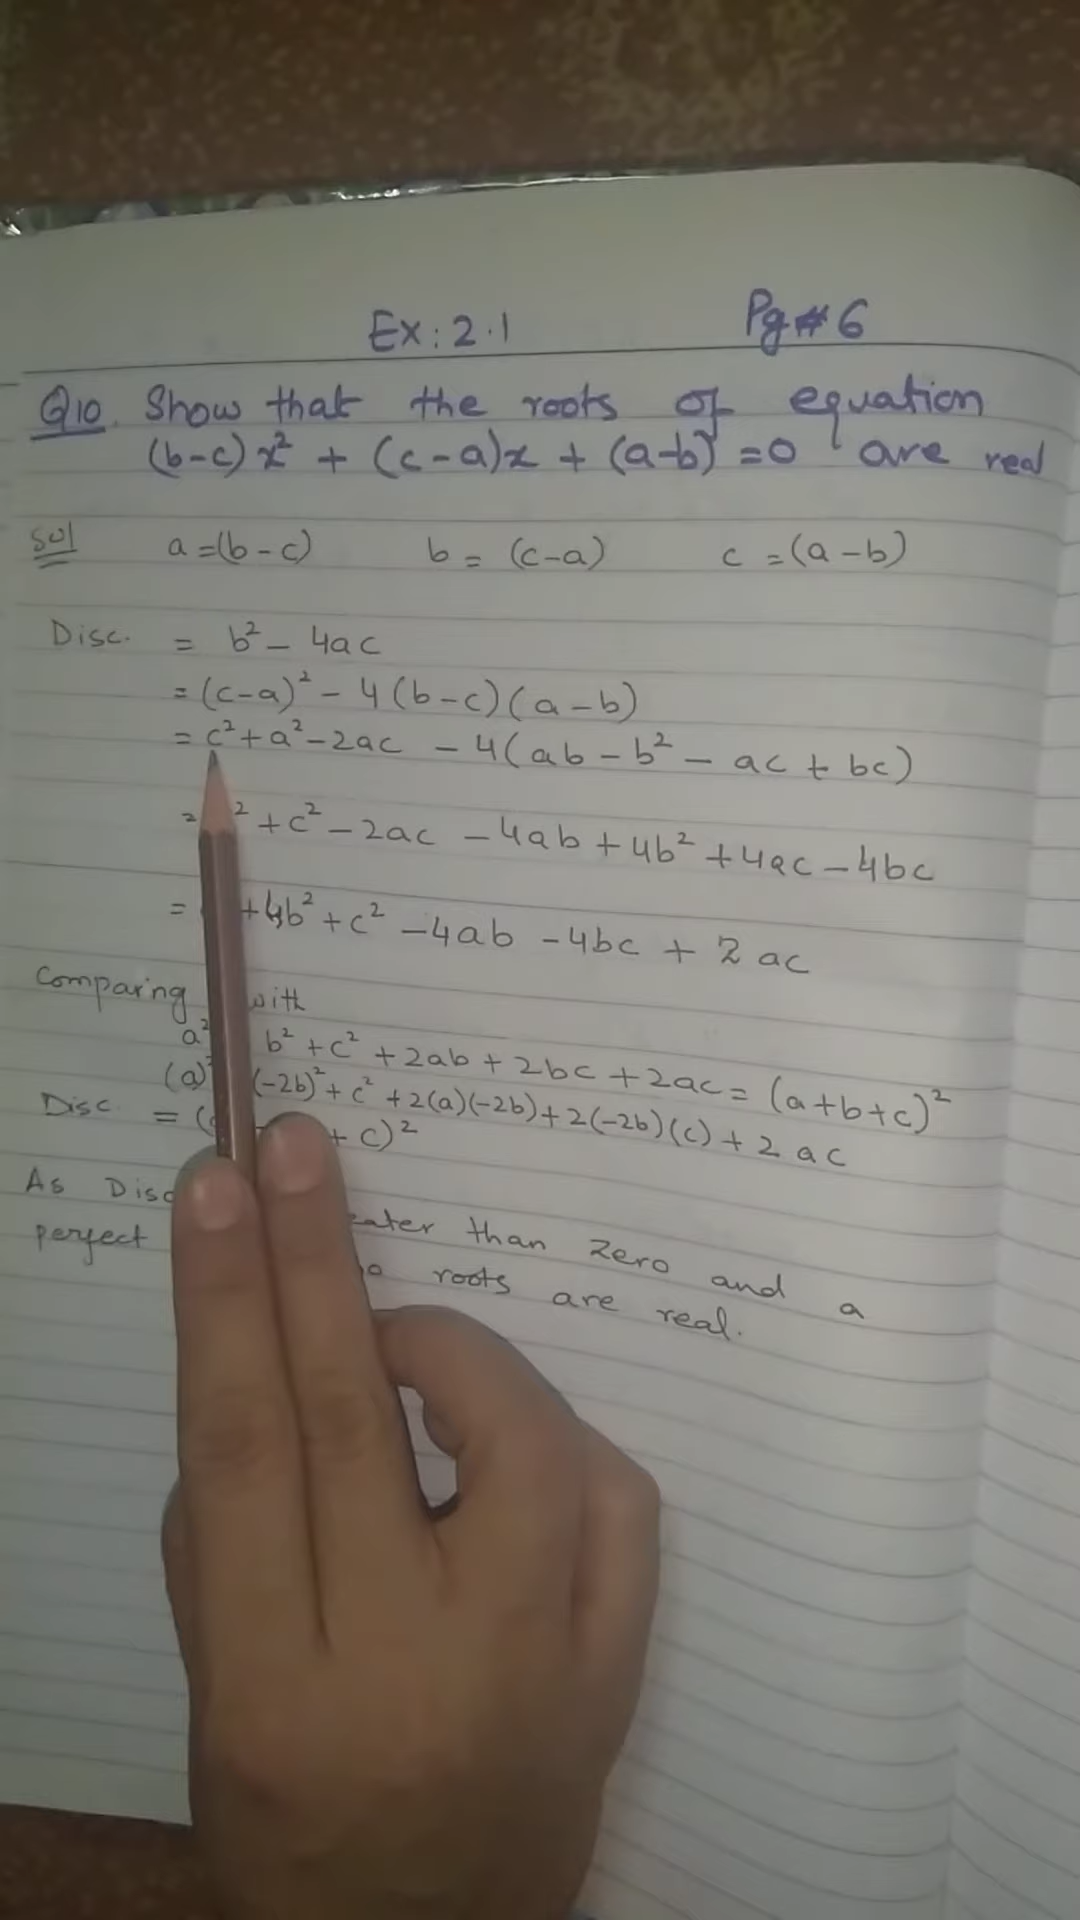 Ex: 2.1 Pg# 6
Q10. Show that the roots of equation
(b-c)x² + (c-a)x + (a-b) = 0 are real
Sol a = (b-c) b = (c-a) c = (a-b)
Disc. = b² - 4ac
= (c-a)² - 4(b-c)(a-b)
= c² + a² - 2ac - 4(ab - b² - ac + bc)
= ² + c² - 2ac - 4ab + 4b² + 4ac - 4bc
= + 4b² + c² - 4ab - 4bc + 2ac
Comparing with
a² b² + c² + 2ab + 2bc + 2ac = (a+b+c)²
(a)² (-2b)² + c² + 2(a)(-2b) + 2(-2b)(c) + 2ac
Disc = ( + c)²
As Disc than zero and a
perfect roots are real.